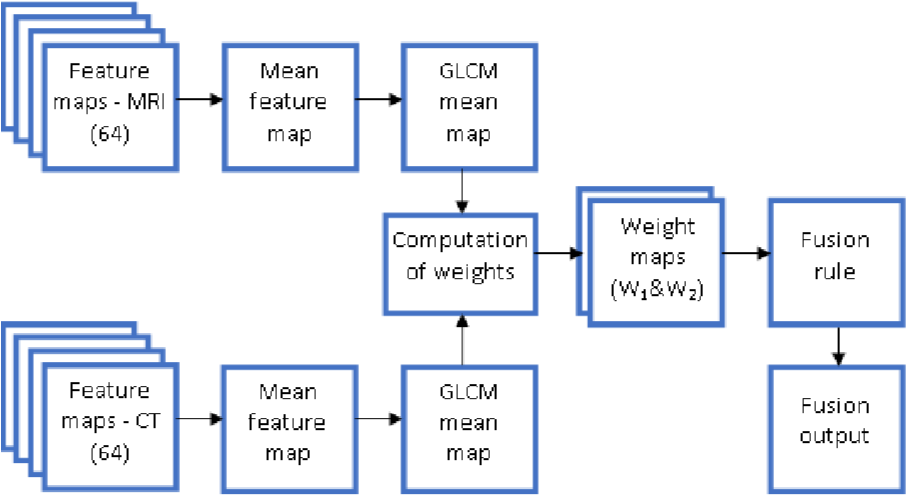 Feature
maps - MRI
(64)
Mean
feature
map
GLCM
mean
map
Computation
of weights
Weight
maps
(W₁&W₂)
Fusion
rule
Feature
maps - CT
(64)
Mean
feature
map
GLCM
mean
map
Fusion
output